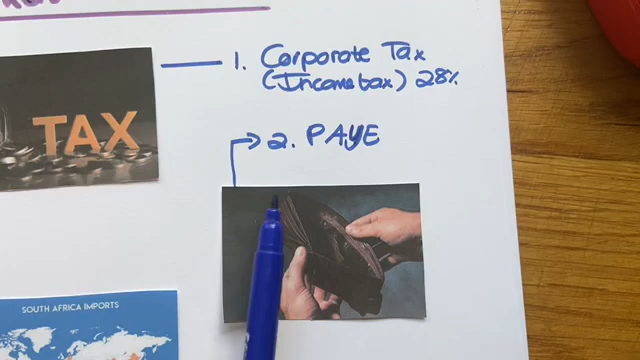 1. Corporate Tax
(Income tax) 28%
TAX
2. PAYE
SOUTH AFRICA IMPORTS